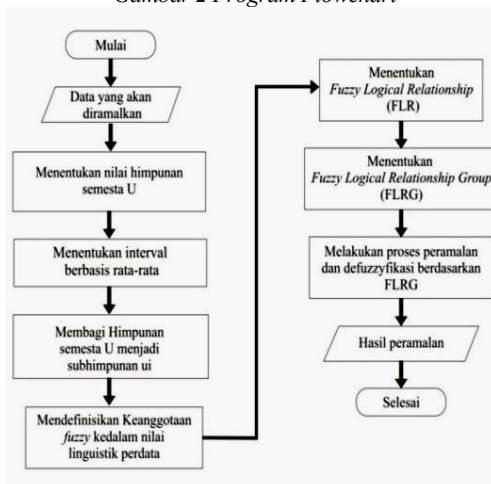 Gambar 2 Program Flowchart
Mulai
Data yang akan
diramalkan
Menentukan nilai himpunan
semesta U
Menentukan interval
berbasis rata-rata
Membagi Himpunan
semesta U menjadi
subhimpunan ui
Mendefinisikan Keanggotaan
fuzzy kedalam nilai
linguistik perdata
Menentukan
Fuzzy Logical Relationship
(FLR)
Menentukan
Fuzzy Logical Relationship Group
(FLRG)
Melakukan proses peramalan
dan defuzzyfikasi berdasarkan
FLRG
Hasil peramalan
Selesai